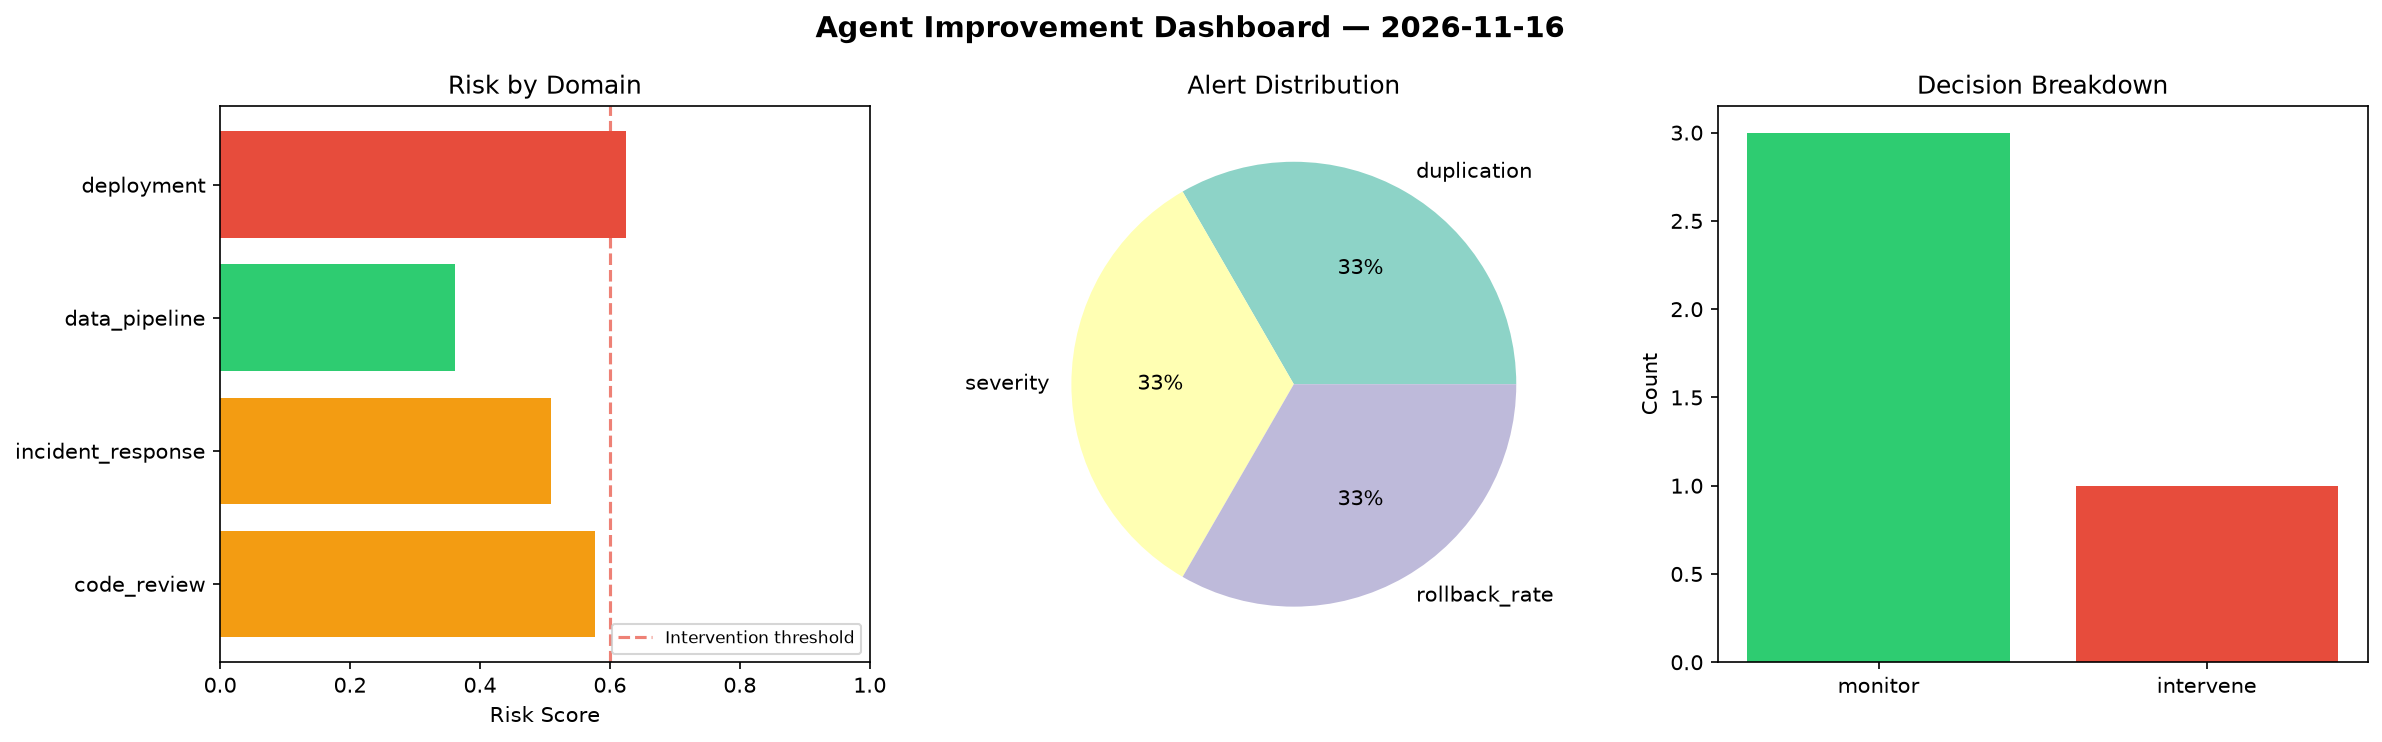 Agent Improvement Dashboard — 2026-11-16
Risk by Domain
deployment
data_pipeline
incident_response
code_review
Intervention threshold
0.0 0.2 0.4 0.6 0.8 1.0
Risk Score
Alert Distribution
duplication
33%
severity
33%
33%
rollback_rate
Decision Breakdown
3.0
2.5
2.0
1.5
1.0
0.5
0.0
Count
monitor intervene